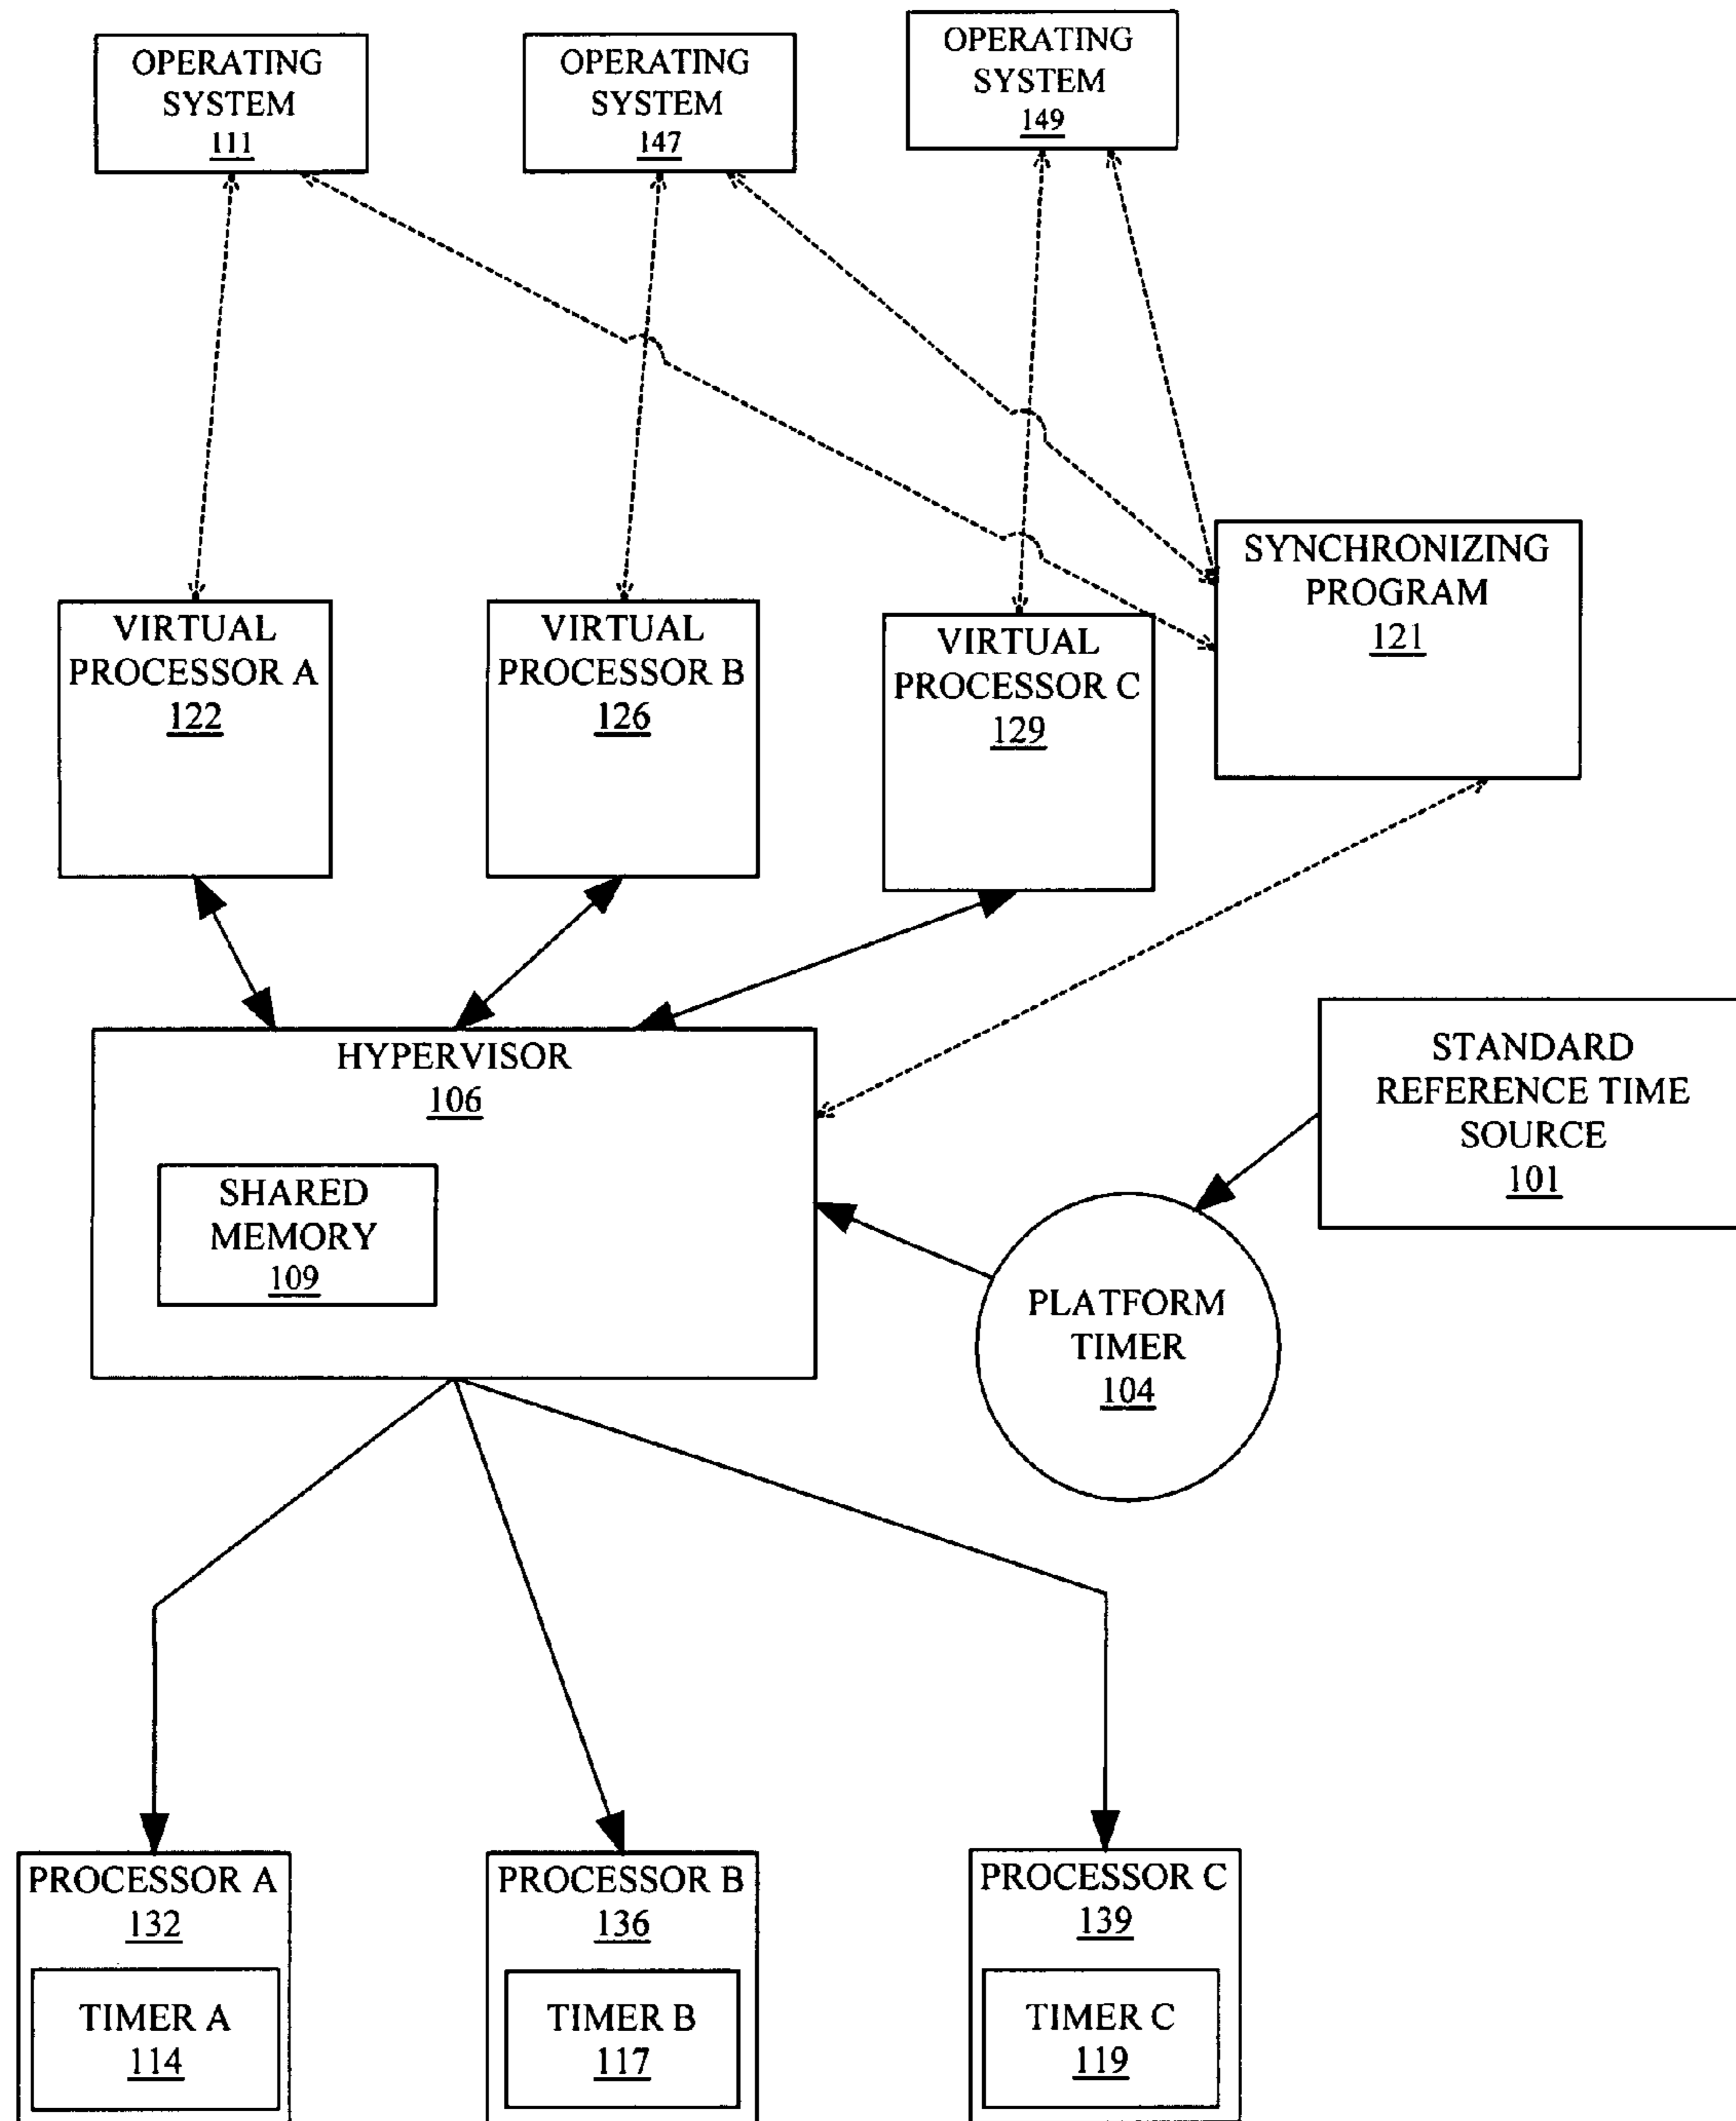 OPERATING
SYSTEM
111
OPERATING
SYSTEM
147
OPERATING
SYSTEM
149
SYNCHRONIZING
PROGRAM
121
VIRTUAL
PROCESSOR A
122
VIRTUAL
PROCESSOR B
126
VIRTUAL
PROCESSOR C
129
HYPERVISOR
106
SHARED
MEMORY
109
STANDARD
REFERENCE TIME
SOURCE
101
PLATFORM
TIMER
104
PROCESSOR A
132
TIMER A
114
PROCESSOR B
136
TIMER B
117
PROCESSOR C
139
TIMER C
119